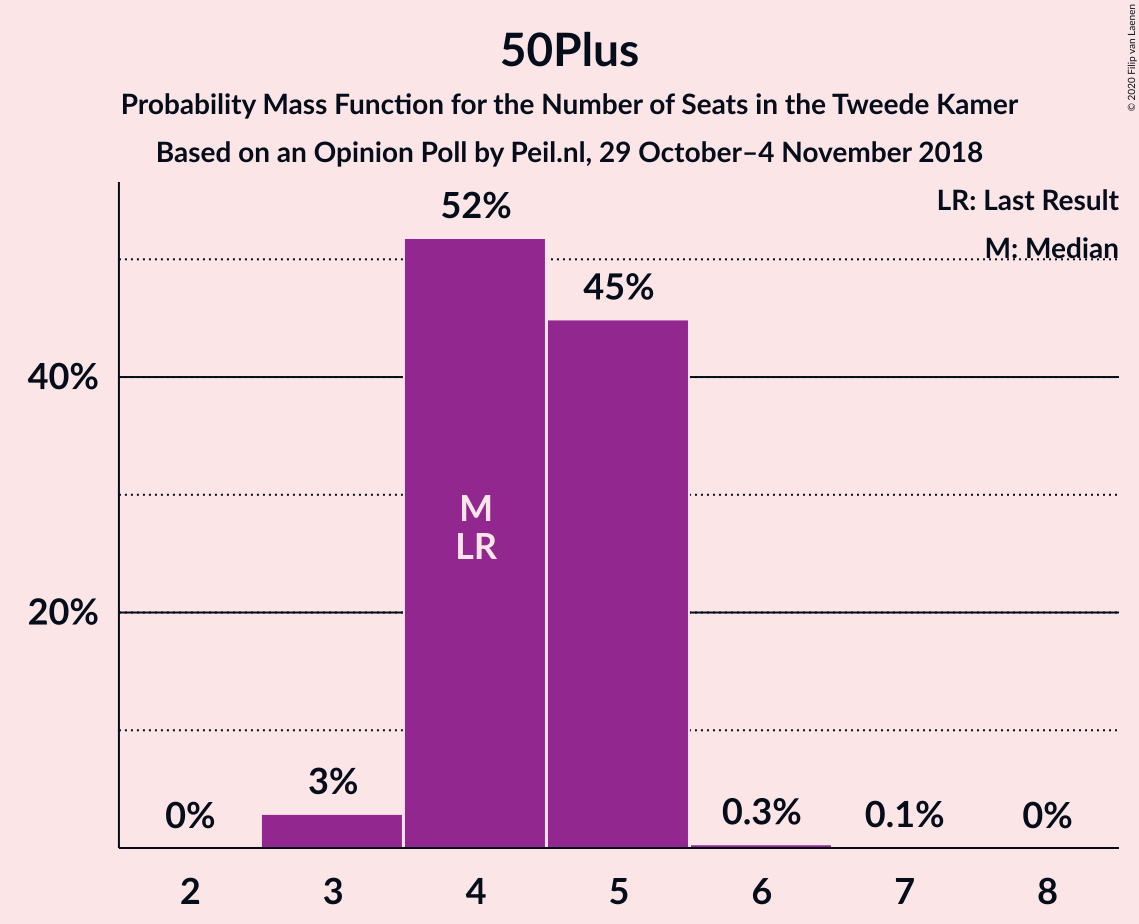 50Plus
Probability Mass Function for the Number of Seats in the Tweede Kamer
Based on an Opinion Poll by Peil.nl, 29 October–4 November 2018
© 2020 Filip van Laenen
LR: Last Result
M: Median
52%
45%
40%
M
LR
20%
0%
3%
0.3%
0.1%
0%
2 3 4 5 6 7 8